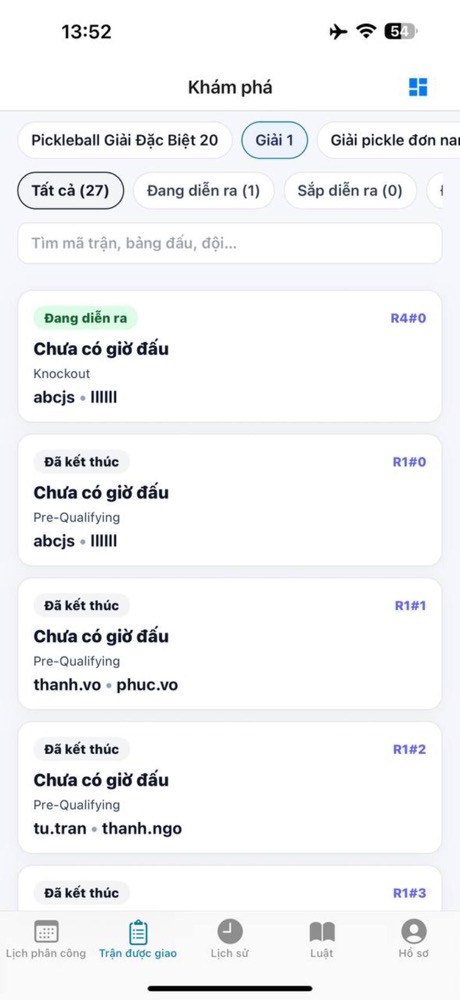 13:52
54
Khám phá
Pickleball Giải Đặc Biệt 20
Giải 1
Giải pickle đơn nan
Tất cả (27)
Đang diễn ra (1)
Sắp diễn ra (0)
Tìm mã trận, bảng đấu, đội...
Đang diễn ra
R4#0
Chưa có giờ đấu
Knockout
abcjs • llllll
Đã kết thúc
R1#0
Chưa có giờ đấu
Pre-Qualifying
abcjs • llllll
Đã kết thúc
R1#1
Chưa có giờ đấu
Pre-Qualifying
thanh.vo • phuc.vo
Đã kết thúc
R1#2
Chưa có giờ đấu
Pre-Qualifying
tu.tran • thanh.ngo
Đã kết thúc
R1#3
Lịch phân công
Trận được giao
Lịch sử
Luật
Hồ sơ